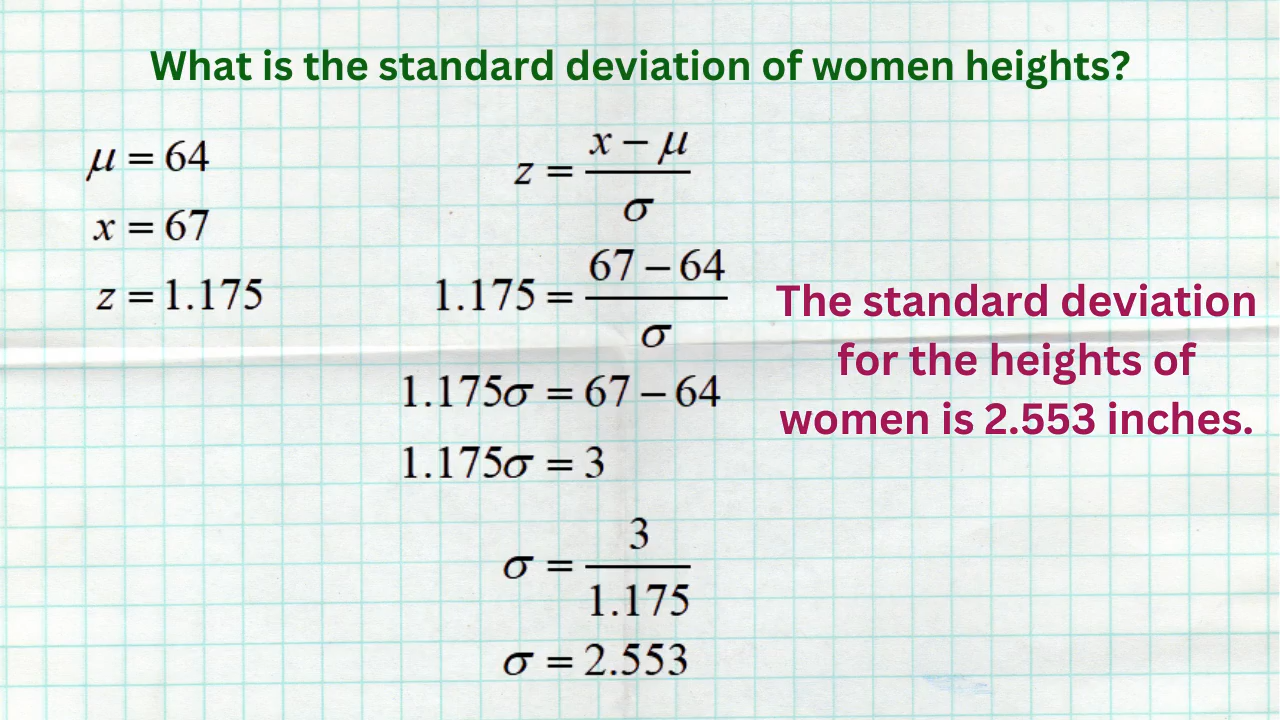 What is the standard deviation of women heights?
μ = 64
x = 67
z = 1.175
z = (x − μ) / σ
1.175 = (67 − 64) / σ
1.175σ = 67 − 64
1.175σ = 3
σ = 3 / 1.175
σ = 2.553
The standard deviation
for the heights of
women is 2.553 inches.